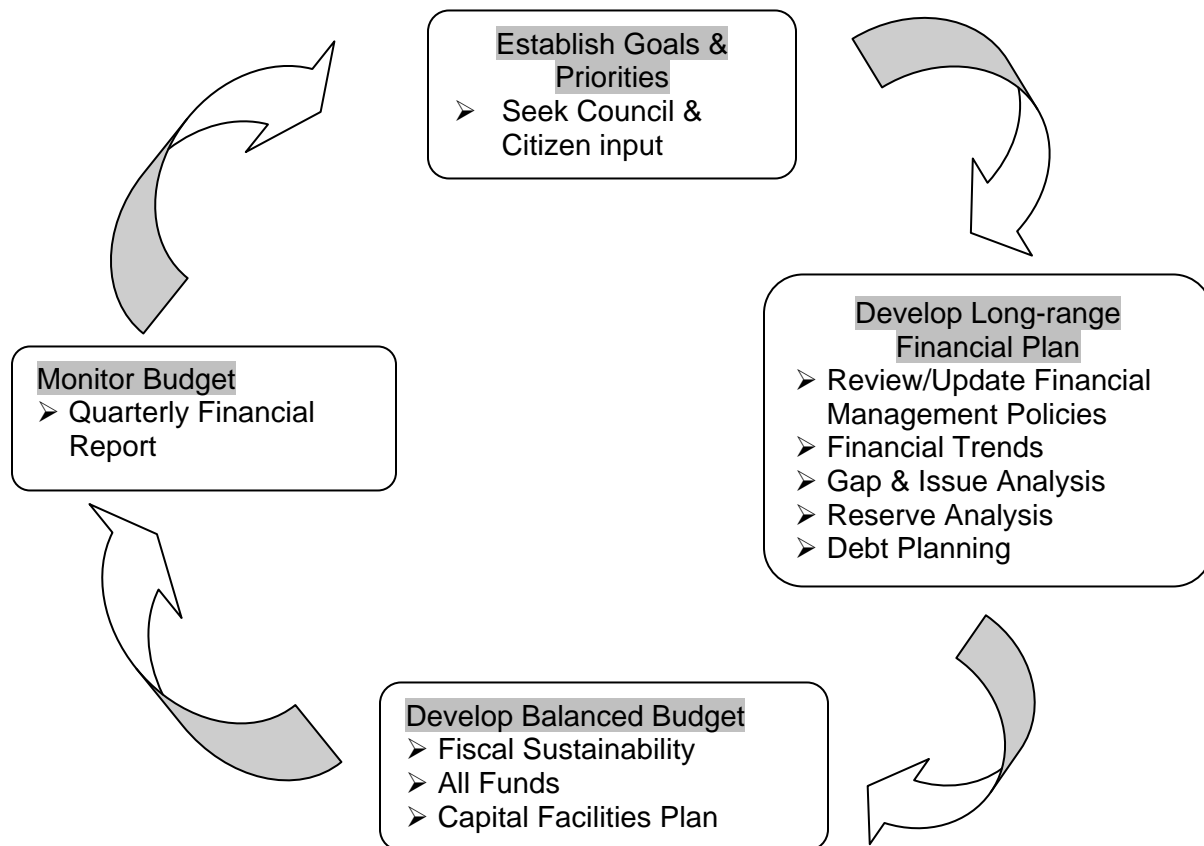 Establish Goals &
Priorities
➢ Seek Council &
Citizen input
Develop Long-range
Financial Plan
➢ Review/Update Financial
Management Policies
➢ Financial Trends
➢ Gap & Issue Analysis
➢ Reserve Analysis
➢ Debt Planning
Monitor Budget
➢ Quarterly Financial
Report
Develop Balanced Budget
➢ Fiscal Sustainability
➢ All Funds
➢ Capital Facilities Plan